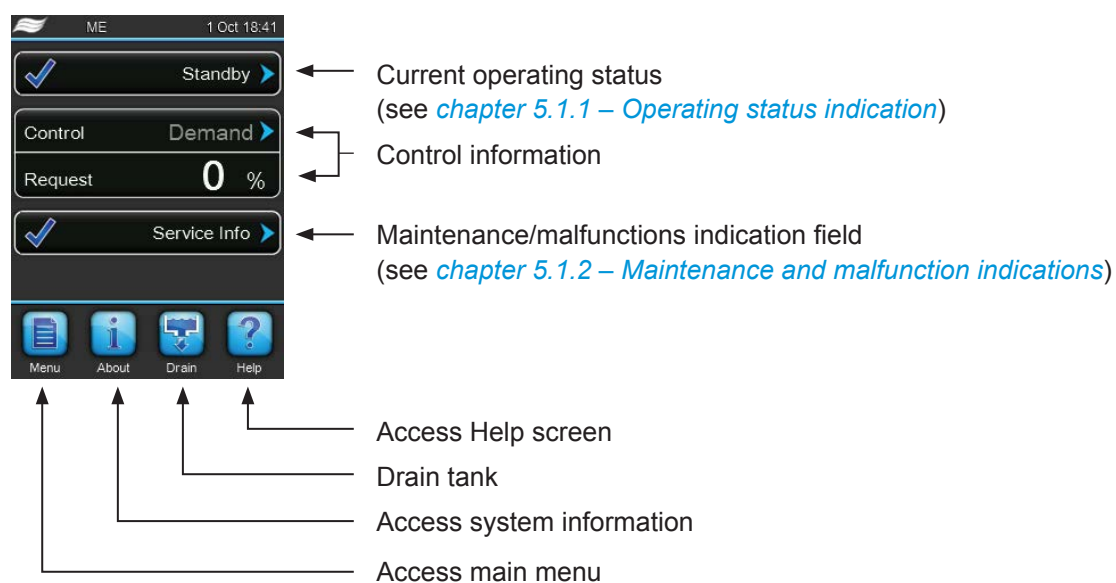 ME 1 Oct 18:41
Standby
Current operating status
(see chapter 5.1.1 – Operating status indication)
Control Demand
Control information
Request 0 %
Service Info
Maintenance/malfunctions indication field
(see chapter 5.1.2 – Maintenance and malfunction indications)
Menu About Drain Help
Access Help screen
Drain tank
Access system information
Access main menu